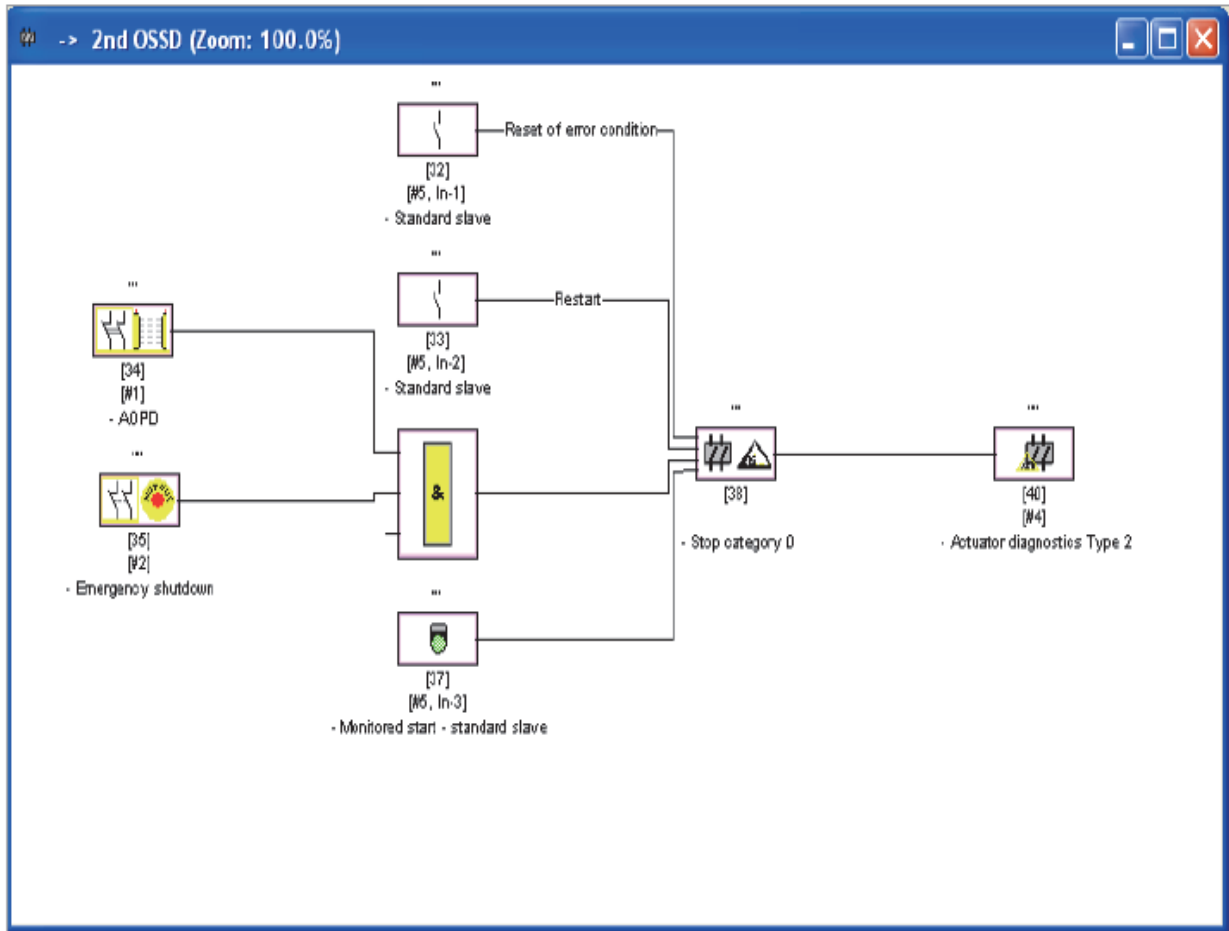 -> 2nd OSSD (Zoom: 100.0%)
...
Reset of error condition
[32]
[#5, In-1]
- Standard slave
...
Restart
[33]
[#5, In-2]
- Standard slave
...
[34]
[#1]
- AOPD
...
[35]
[#2]
- Emergency shutdown
&
...
[37]
[#5, In-3]
- Monitored start - standard slave
...
[38]
- Stop category 0
...
[40]
[#4]
- Actuator diagnostics Type 2